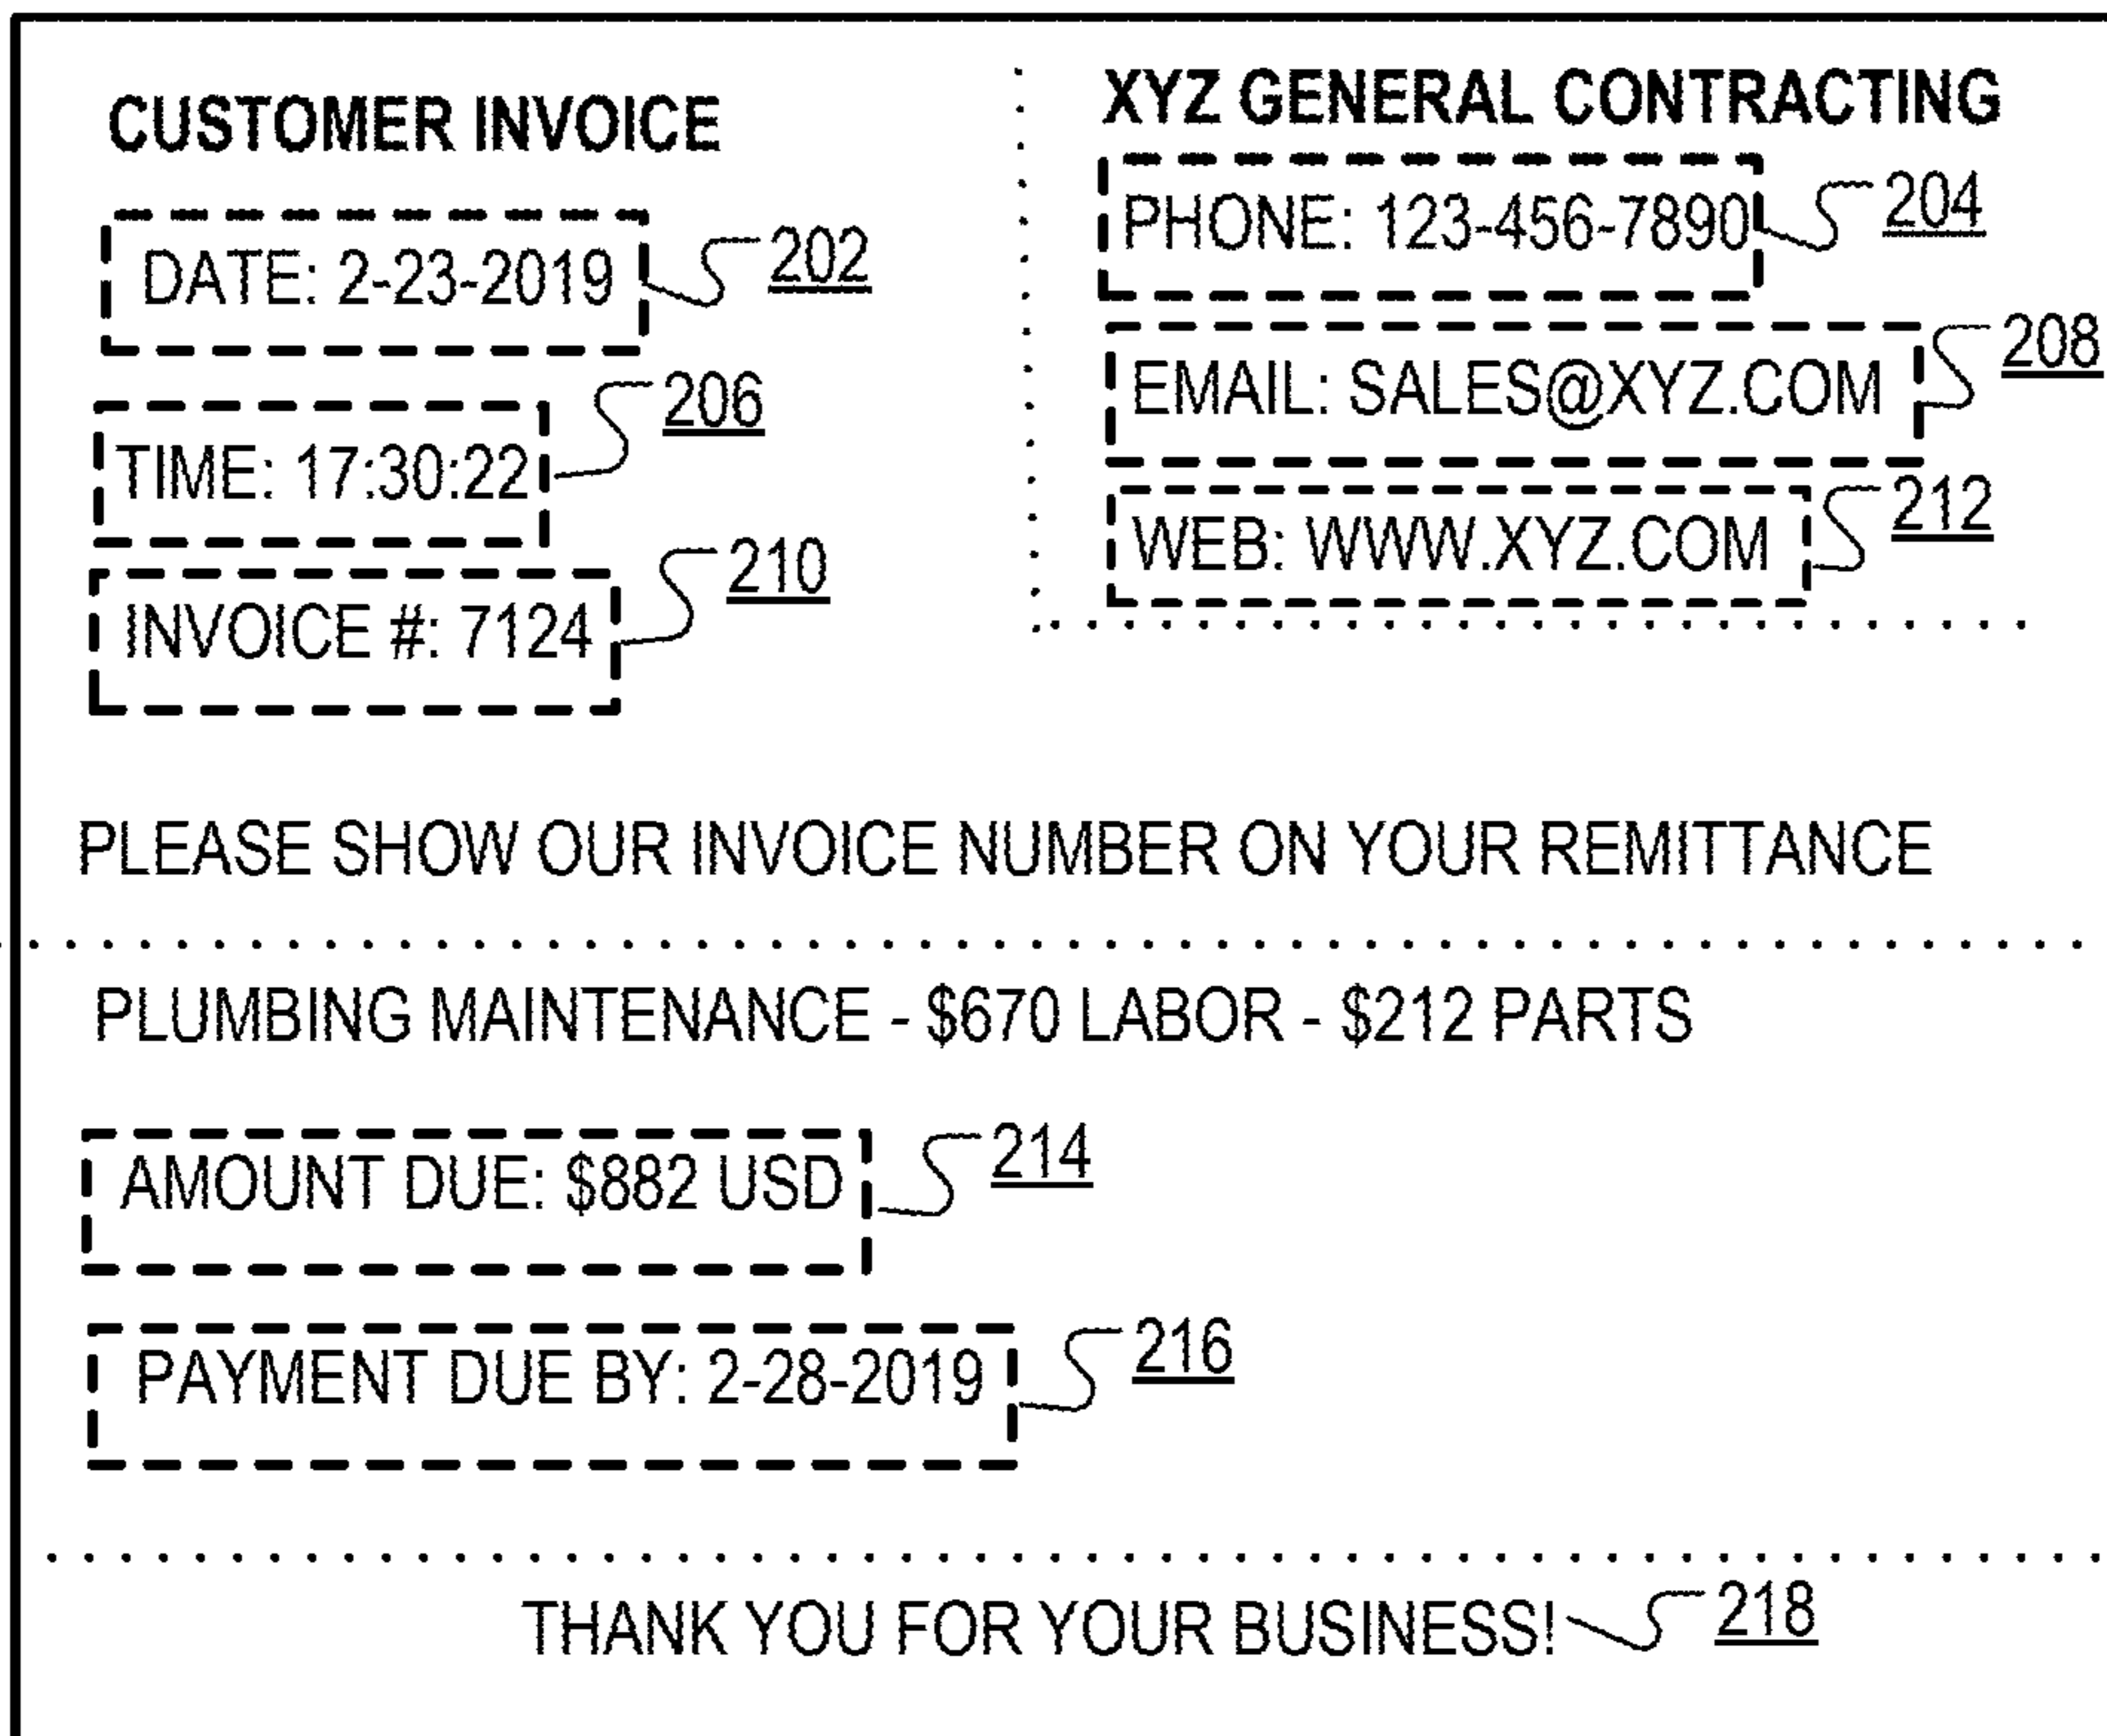 CUSTOMER INVOICE
DATE: 2-23-2019 202
TIME: 17:30:22 206
INVOICE #: 7124 210
XYZ GENERAL CONTRACTING
PHONE: 123-456-7890 204
EMAIL: SALES@XYZ.COM 208
WEB: WWW.XYZ.COM 212
PLEASE SHOW OUR INVOICE NUMBER ON YOUR REMITTANCE
PLUMBING MAINTENANCE - $670 LABOR - $212 PARTS
AMOUNT DUE: $882 USD 214
PAYMENT DUE BY: 2-28-2019 216
THANK YOU FOR YOUR BUSINESS! 218